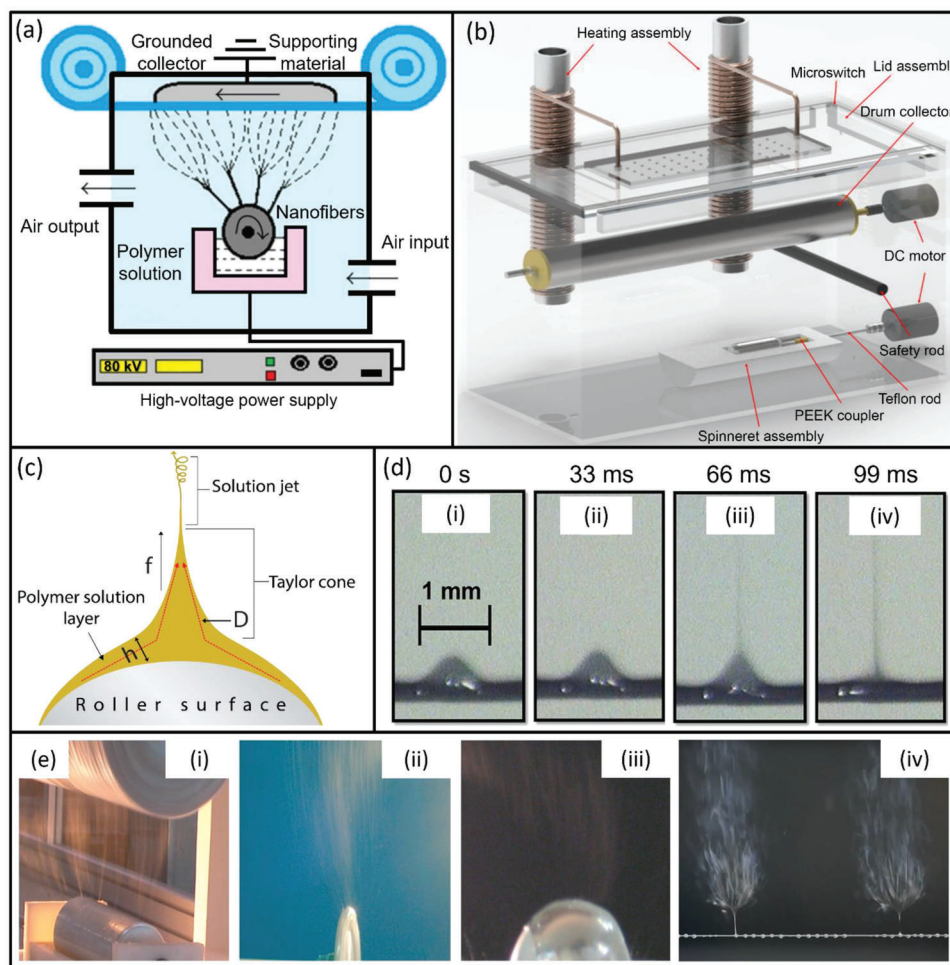 (a)
Grounded
collector
Supporting
material
Air output
Nanofibers
Polymer
solution
Air input
80 kV
High-voltage power supply
(b)
Heating assembly
Microswitch
Lid assembl
Drum collector
DC motor
Safety rod
Teflon rod
PEEK coupler
Spinneret assembly
(c)
Solution jet
f
Taylor cone
Polymer solution
layer
D
h
Roller surface
(d)
0 s
33 ms
66 ms
99 ms
(i)
(ii)
(iii)
(iv)
1 mm
(e)
(i)
(ii)
(iii)
(iv)